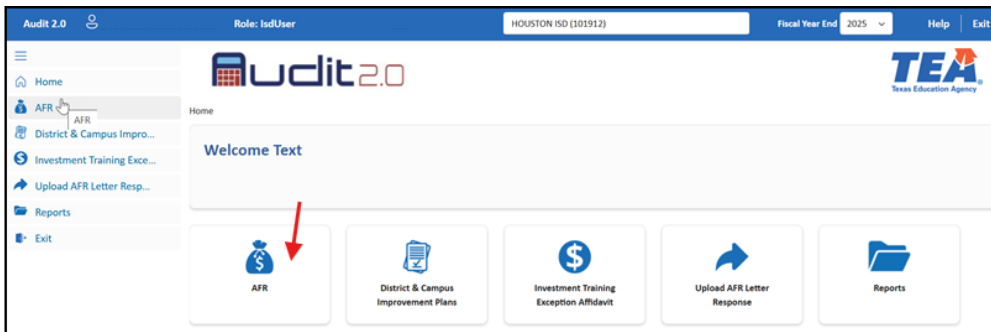 Audit 2.0
Role: IsdUser
HOUSTON ISD (101912)
Fiscal Year End 2025
Help
Exit
Home
AFR
AFR
District & Campus Impro...
Investment Training Exce...
Upload AFR Letter Resp...
Reports
Exit
Audit 2.0
TEA
Texas Education Agency
Home
Welcome Text
AFR
District & Campus
Improvement Plans
Investment Training
Exception Affidavit
Upload AFR Letter
Response
Reports